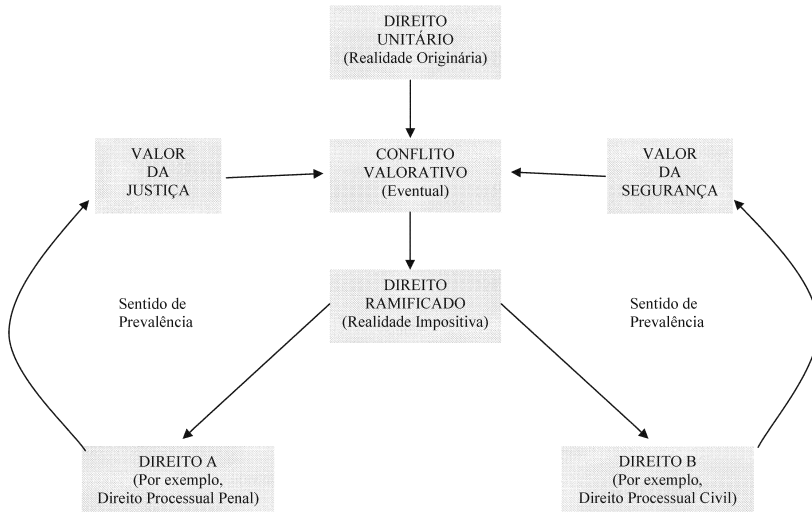 DIREITO
UNITÁRIO
(Realidade Originária)
VALOR
DA
JUSTIÇA
CONFLITO
VALORATIVO
(Eventual)
VALOR
DA
SEGURANÇA
DIREITO
RAMIFICADO
(Realidade Impositiva)
Sentido de
Prevalência
Sentido de
Prevalência
DIREITO A
(Por exemplo,
Direito Processual Penal)
DIREITO B
(Por exemplo,
Direito Processual Civil)